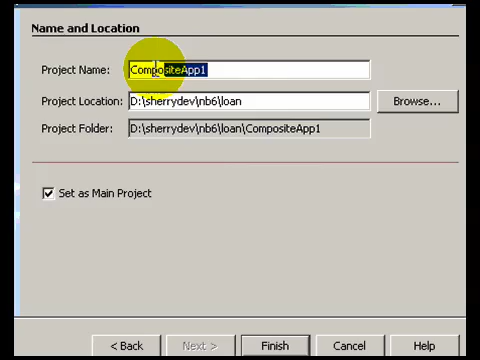 Name and Location
Project Name: CompositeApp1
Project Location: D:\sherrydev\nb6\loan Browse...
Project Folder: D:\sherrydev\nb6\loan\CompositeApp1
Set as Main Project
< Back Next > Finish Cancel Help